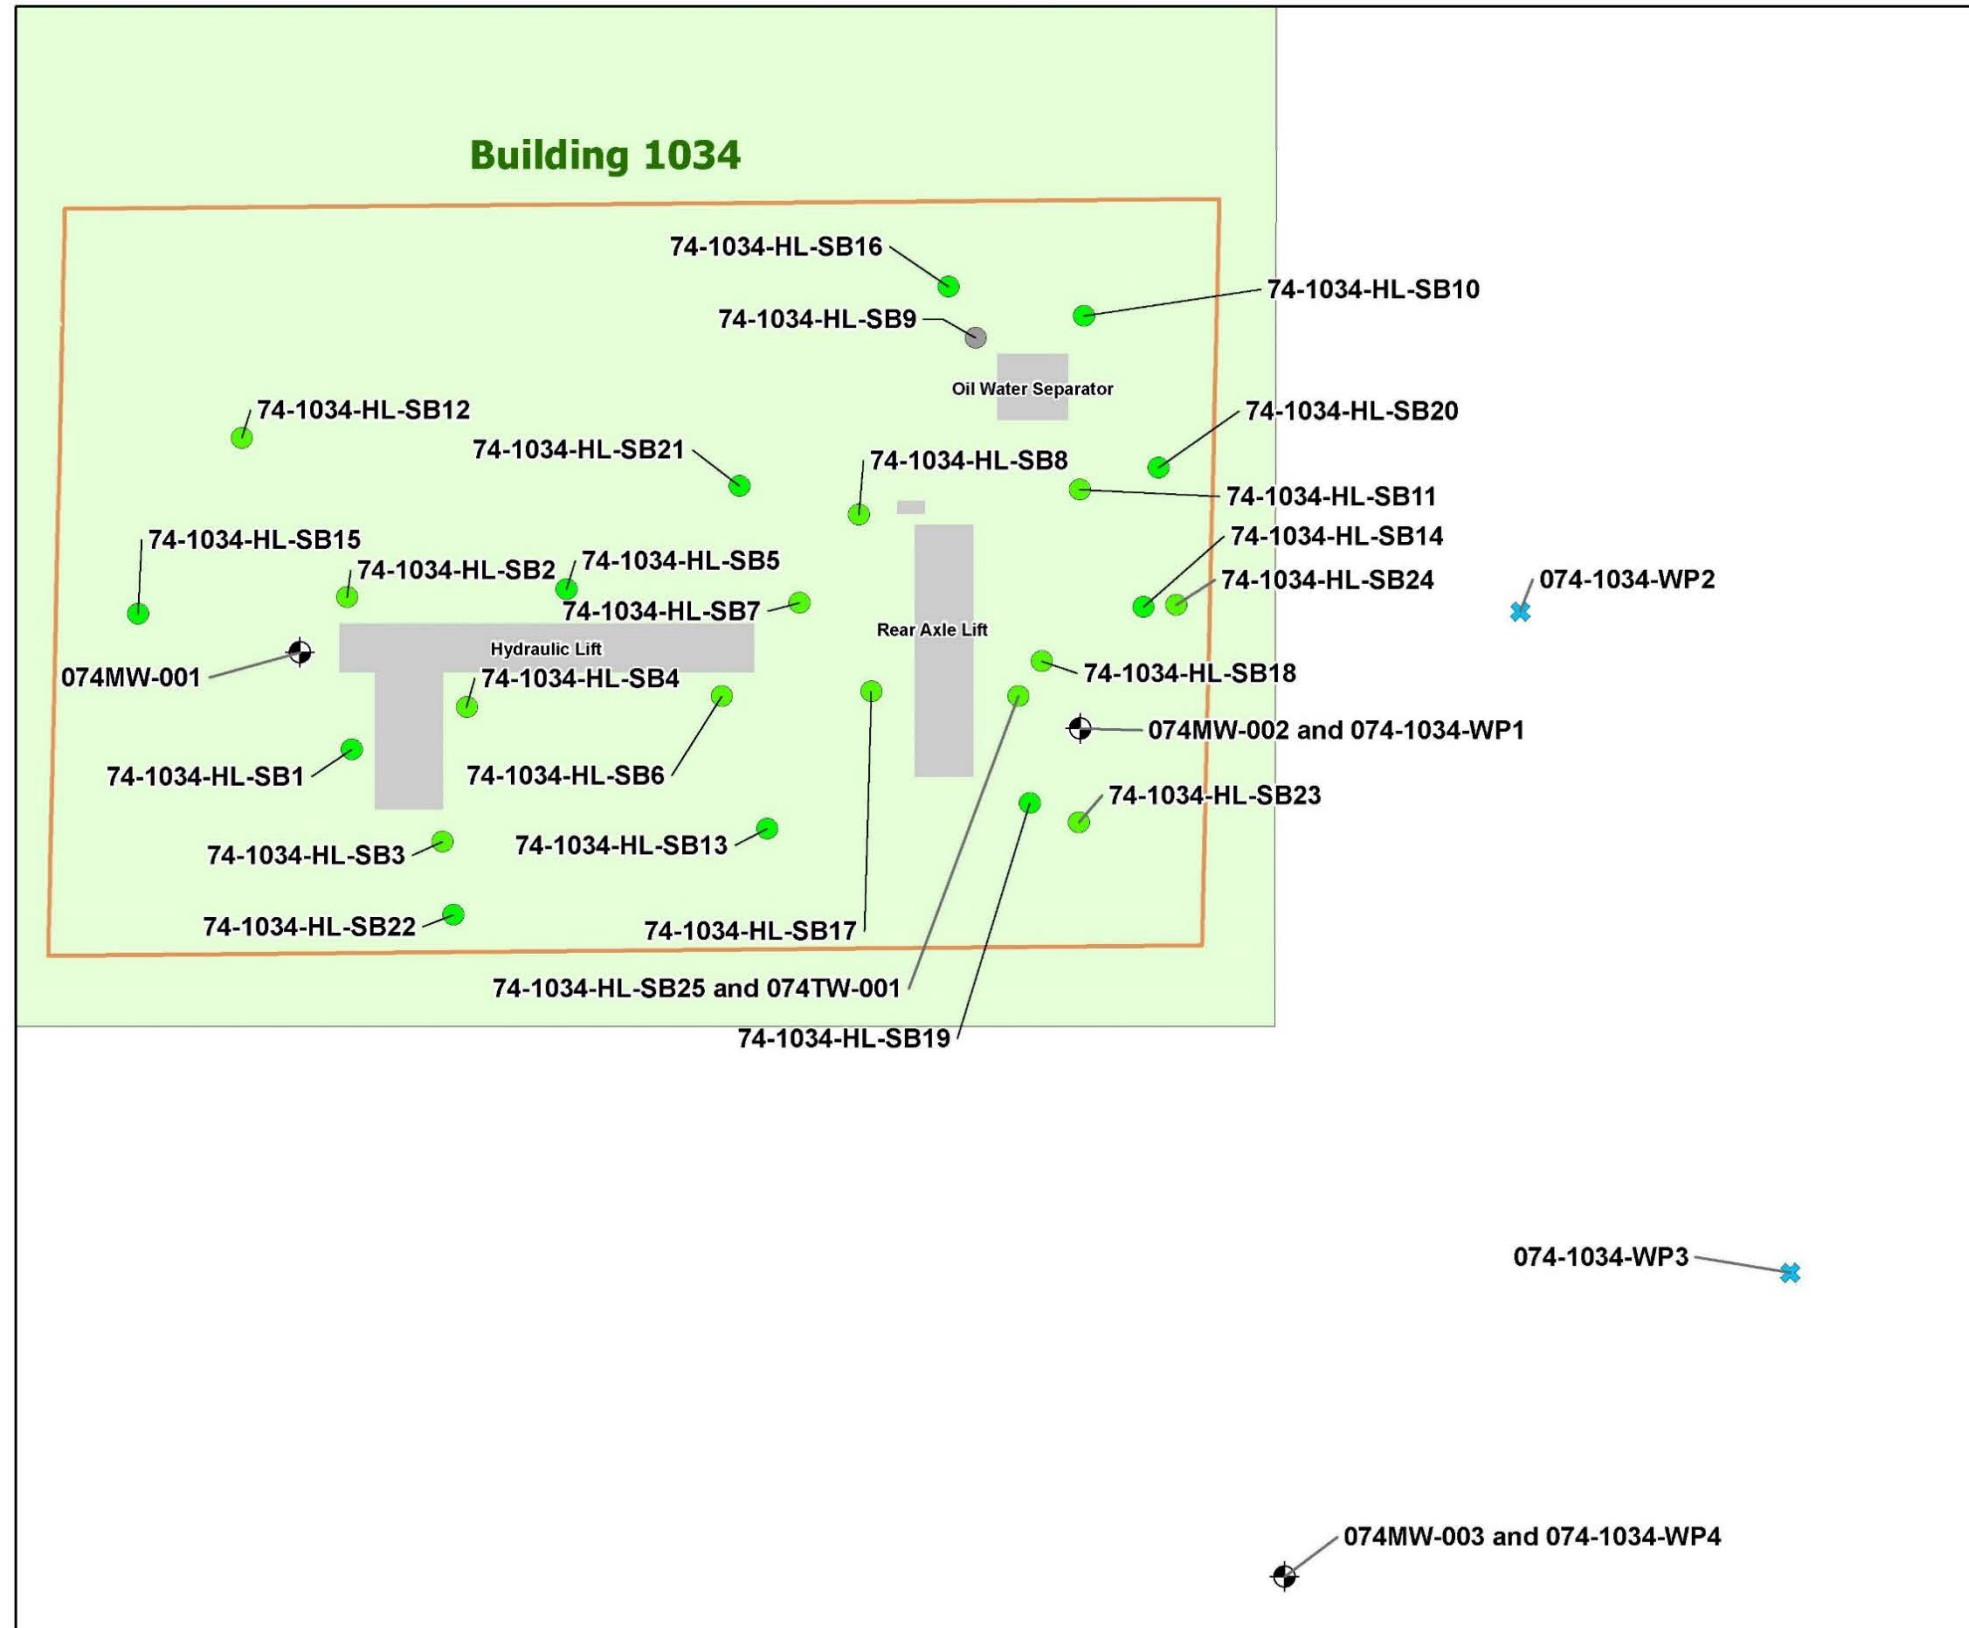 Building 1034
74-1034-HL-SB16
74-1034-HL-SB10
74-1034-HL-SB9
Oil Water Separator
74-1034-HL-SB12
74-1034-HL-SB20
74-1034-HL-SB21
74-1034-HL-SB8
74-1034-HL-SB11
74-1034-HL-SB14
74-1034-HL-SB15
74-1034-HL-SB2
74-1034-HL-SB5
74-1034-HL-SB24
074-1034-WP2
74-1034-HL-SB7
Rear Axle Lift
Hydraulic Lift
074MW-001
74-1034-HL-SB4
74-1034-HL-SB18
074MW-002 and 074-1034-WP1
74-1034-HL-SB1
74-1034-HL-SB6
74-1034-HL-SB23
74-1034-HL-SB3
74-1034-HL-SB13
74-1034-HL-SB22
74-1034-HL-SB17
74-1034-HL-SB25 and 074TW-001
74-1034-HL-SB19
074-1034-WP3
074MW-003 and 074-1034-WP4